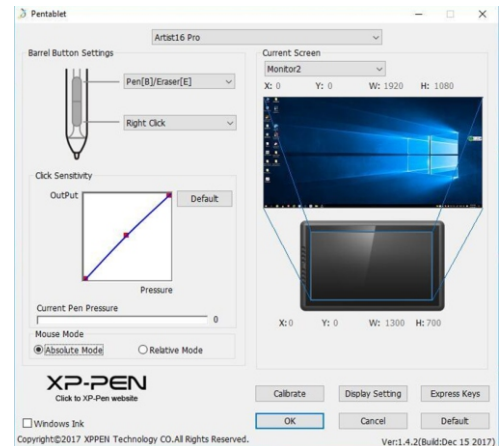 Pentablet
Artist16 Pro
Barrel Button Settings
Pen[B]/Eraser[E]
Right Click
Click Sensitivity
OutPut
Default
Pressure
Current Pen Pressure
0
Mouse Mode
Absolute Mode
Relative Mode
XP-PEN
Click to XP-Pen website
Windows Ink
Copyright©2017 XPPEN Technology CO.All Rights Reserved.
Current Screen
Monitor2
X: 0 Y: 0 W: 1920 H: 1080
X:0 Y: 0 W: 1300 H:700
Calibrate Display Setting Express Keys
OK Cancel Default
Ver:1.4.2(Build:Dec 15 2017)